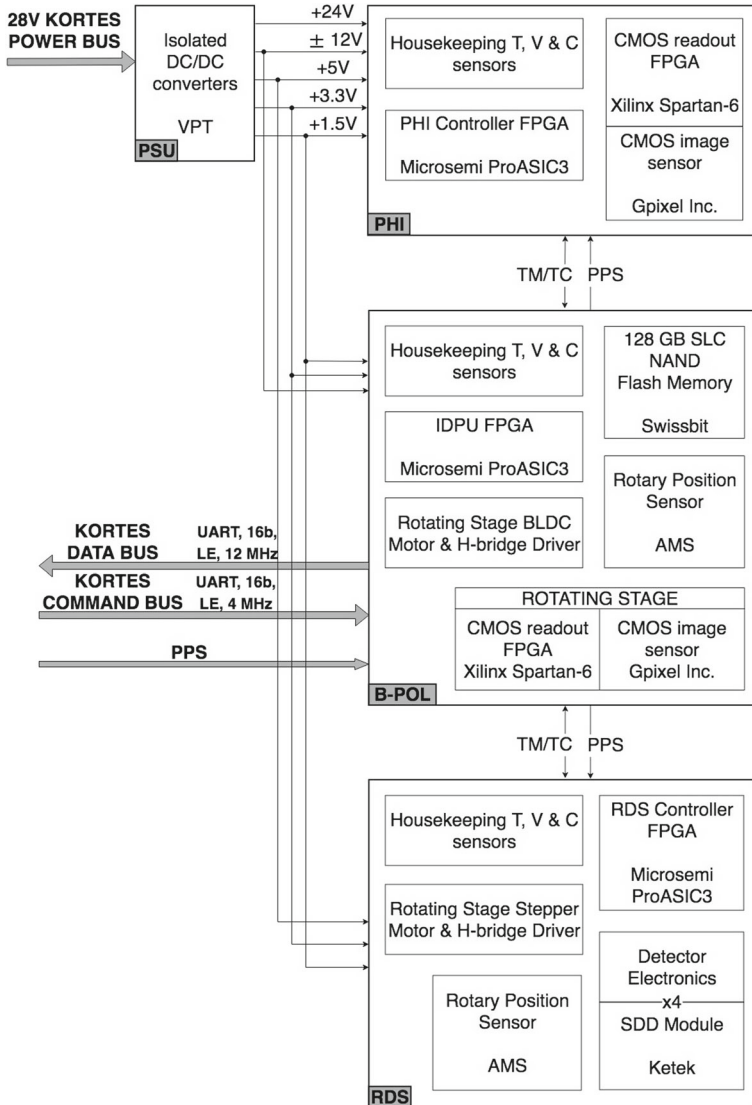 28V KORTES
POWER BUS
Isolated
DC/DC
converters
VPT
PSU
+24V
± 12V
+5V
+3.3V
+1.5V
Housekeeping T, V & C
sensors
PHI Controller FPGA
Microsemi ProASIC3
CMOS readout
FPGA
Xilinx Spartan-6
CMOS image
sensor
Gpixel Inc.
PHI
TM/TC
PPS
Housekeeping T, V & C
sensors
IDPU FPGA
Microsemi ProASIC3
Rotating Stage BLDC
Motor & H-bridge Driver
128 GB SLC
NAND
Flash Memory
Swissbit
Rotary Position
Sensor
AMS
ROTATING STAGE
CMOS readout
FPGA
Xilinx Spartan-6
CMOS image
sensor
Gpixel Inc.
B-POL
KORTES
DATA BUS
UART, 16b,
LE, 12 MHz
KORTES
COMMAND BUS
UART, 16b,
LE, 4 MHz
PPS
TM/TC
PPS
Housekeeping T, V & C
sensors
Rotating Stage Stepper
Motor & H-bridge Driver
Rotary Position
Sensor
AMS
RDS Controller
FPGA
Microsemi
ProASIC3
Detector
Electronics
x4
SDD Module
Ketek
RDS